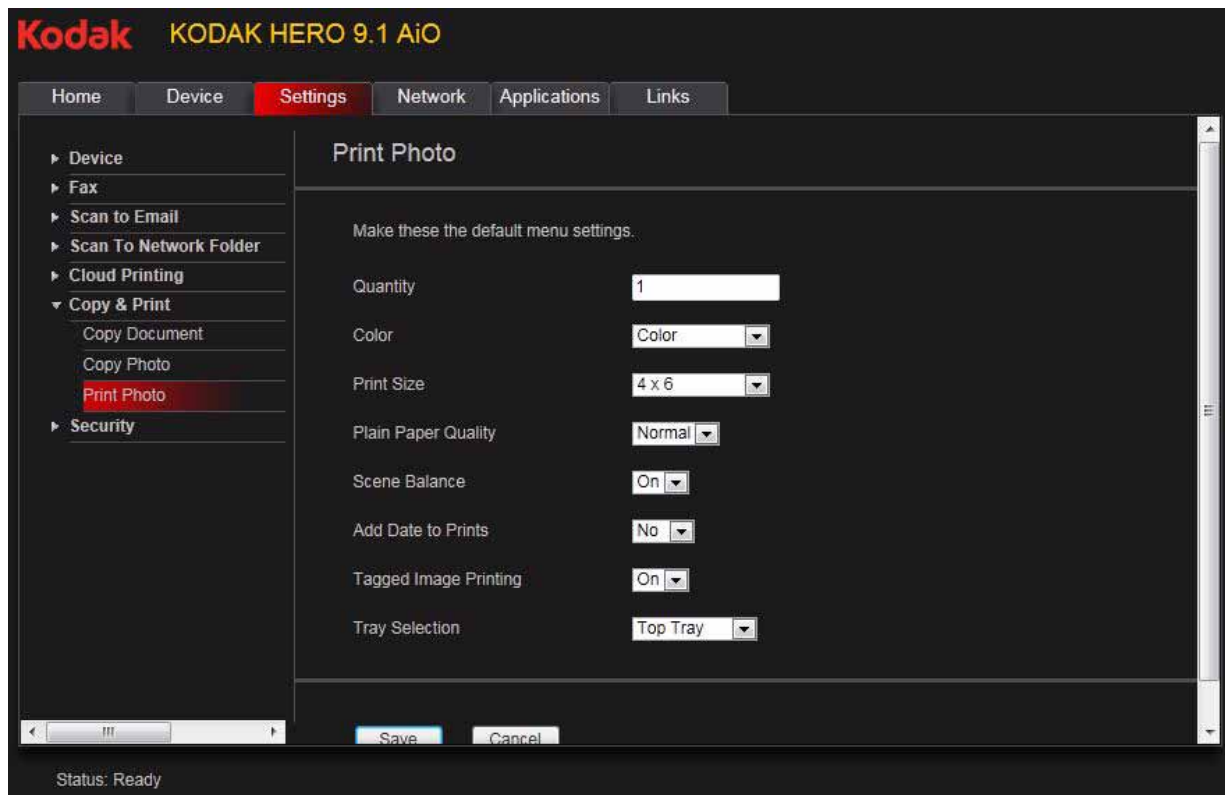 Kodak KODAK HERO 9.1 AiO
Home Device Settings Network Applications Links
Device
Fax
Scan to Email
Scan To Network Folder
Cloud Printing
Copy & Print
Copy Document
Copy Photo
Print Photo
Security
Print Photo
Make these the default menu settings.
Quantity 1
Color Color
Print Size 4 x 6
Plain Paper Quality Normal
Scene Balance On
Add Date to Prints No
Tagged Image Printing On
Tray Selection Top Tray
Save Cancel
Status: Ready